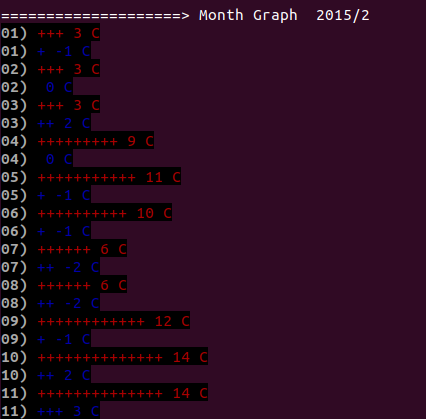 ====================> Month Graph  2015/2
01) +++ 3 C
01) + -1 C
02) +++ 3 C
02)  0 C
03) +++ 3 C
03) ++ 2 C
04) +++++++++ 9 C
04)  0 C
05) +++++++++++ 11 C
05) + -1 C
06) ++++++++++ 10 C
06) + -1 C
07) ++++++ 6 C
07) ++ -2 C
08) ++++++ 6 C
08) ++ -2 C
09) ++++++++++++ 12 C
09) + -1 C
10) ++++++++++++++ 14 C
10) ++ 2 C
11) ++++++++++++++ 14 C
11) +++ 3 C